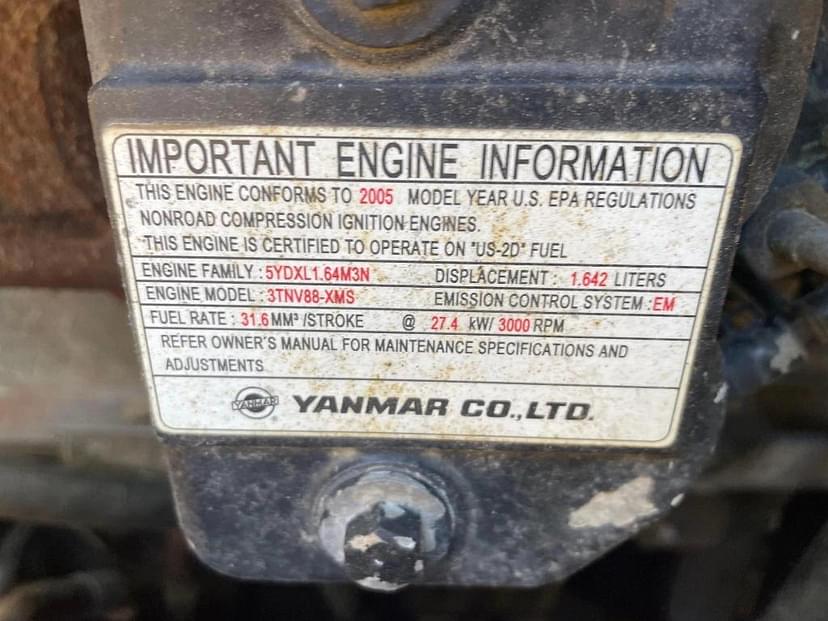 IMPORTANT ENGINE INFORMATION
THIS ENGINE CONFORMS TO 2005 MODEL YEAR U.S. EPA REGULATIONS
NONROAD COMPRESSION IGNITION ENGINES.
THIS ENGINE IS CERTIFIED TO OPERATE ON "US-2D" FUEL
ENGINE FAMILY : 5YDXL1.64M3N DISPLACEMENT : 1.642 LITERS
ENGINE MODEL : 3TNV88-XMS EMISSION CONTROL SYSTEM : EM
FUEL RATE : 31.6 MM³ /STROKE @ 27.4 kW/ 3000 RPM
REFER OWNER'S MANUAL FOR MAINTENANCE SPECIFICATIONS AND
ADJUSTMENTS
YANMAR YANMAR CO.,LTD.